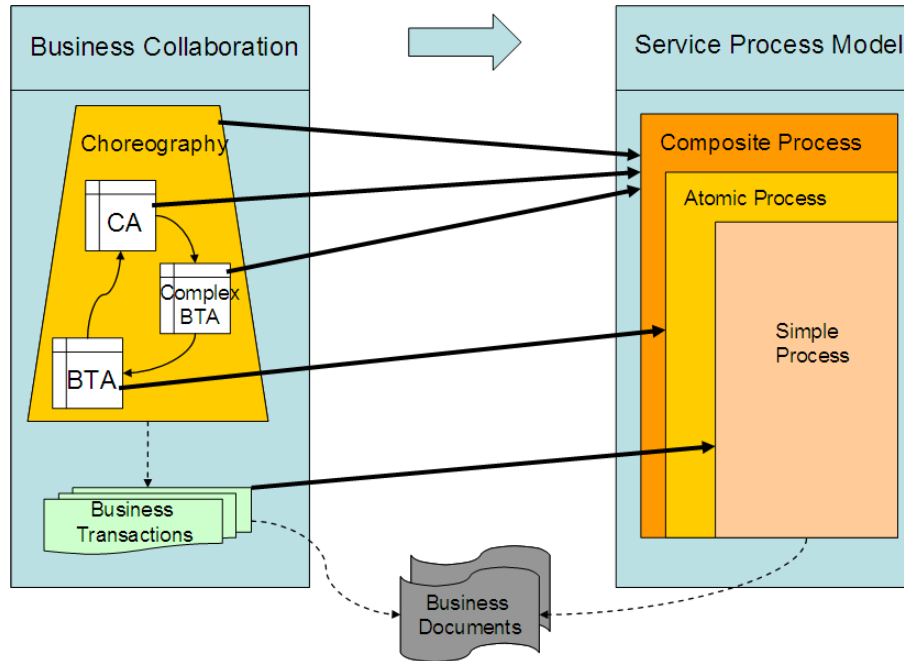 Business Collaboration
Service Process Model
Choreography
CA
Complex
BTA
BTA
Business
Transactions
Composite Process
Atomic Process
Simple
Process
Business
Documents